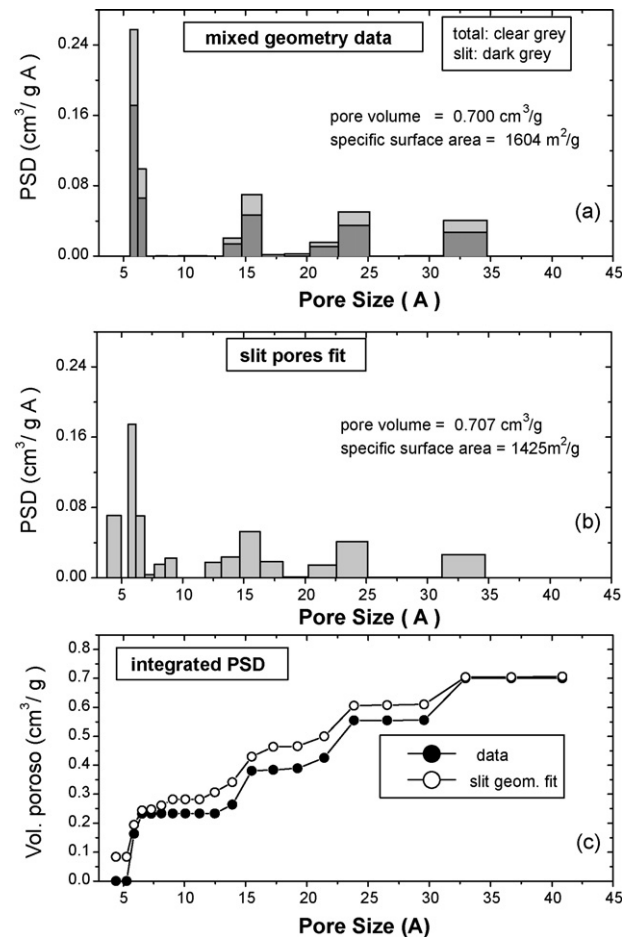 mixed geometry data
total: clear grey
slit: dark grey
pore volume = 0.700 cm³/g
specific surface area = 1604 m²/g
(a)
PSD (cm³/ g A)
0.28
0.24
0.16
0.08
0.00
5 10 15 20 25 30 35 40 45
Pore Size ( A )
slit pores fit
pore volume = 0.707 cm³/g
specific surface area = 1425m²/g
(b)
PSD (cm³/ g A)
0.24
0.16
0.08
0.00
5 10 15 20 25 30 35 40 45
Pore Size ( A )
integrated PSD
data
slit geom. fit
(c)
Vol. poroso (cm³/ g)
0.8
0.7
0.6
0.5
0.4
0.3
0.2
0.1
0.0
5 10 15 20 25 30 35 40 45
Pore Size (A)